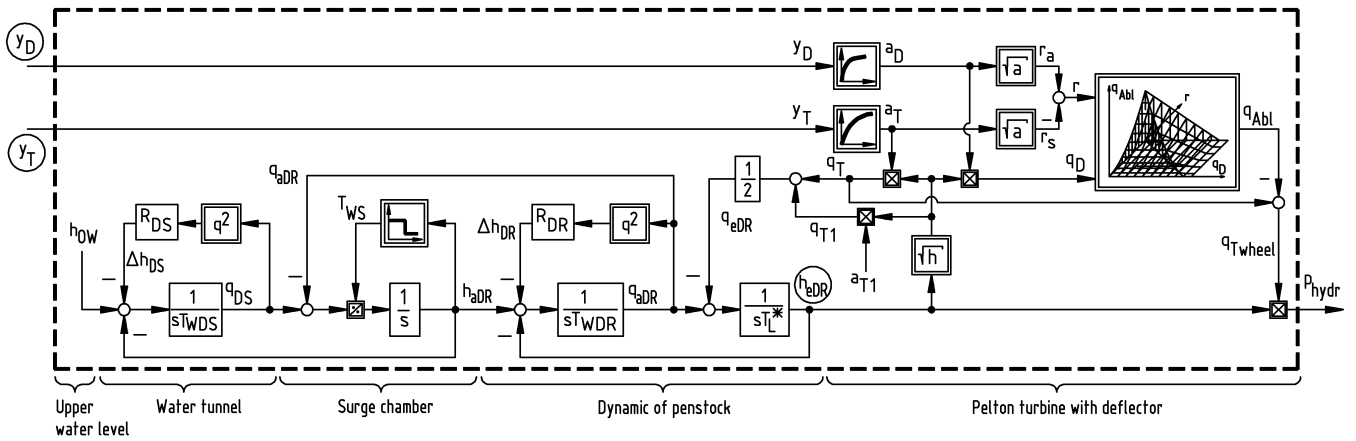 y_D
y_D
a_D
√a
r_a
r
q_Abl
r
q_D
q_Abl
y_T
y_T
a_T
√a
r_s
−
q_aDR
1/2
q_T
q_D
−
T_WS
q_eDR
q_T1
q_Twheel
h_OW
R_DS
q²
Δh_DR
R_DR
q²
a_T1
√h
Δh_DS
−
−
−
−
h_eDR
p_hydr
1/sT_WDS
q_DS
%
1/s
h_aDR
1/sT_WDR
q_aDR
1/sT_L*
−
−
Upper
water level
Water tunnel
Surge chamber
Dynamic of penstock
Pelton turbine with deflector